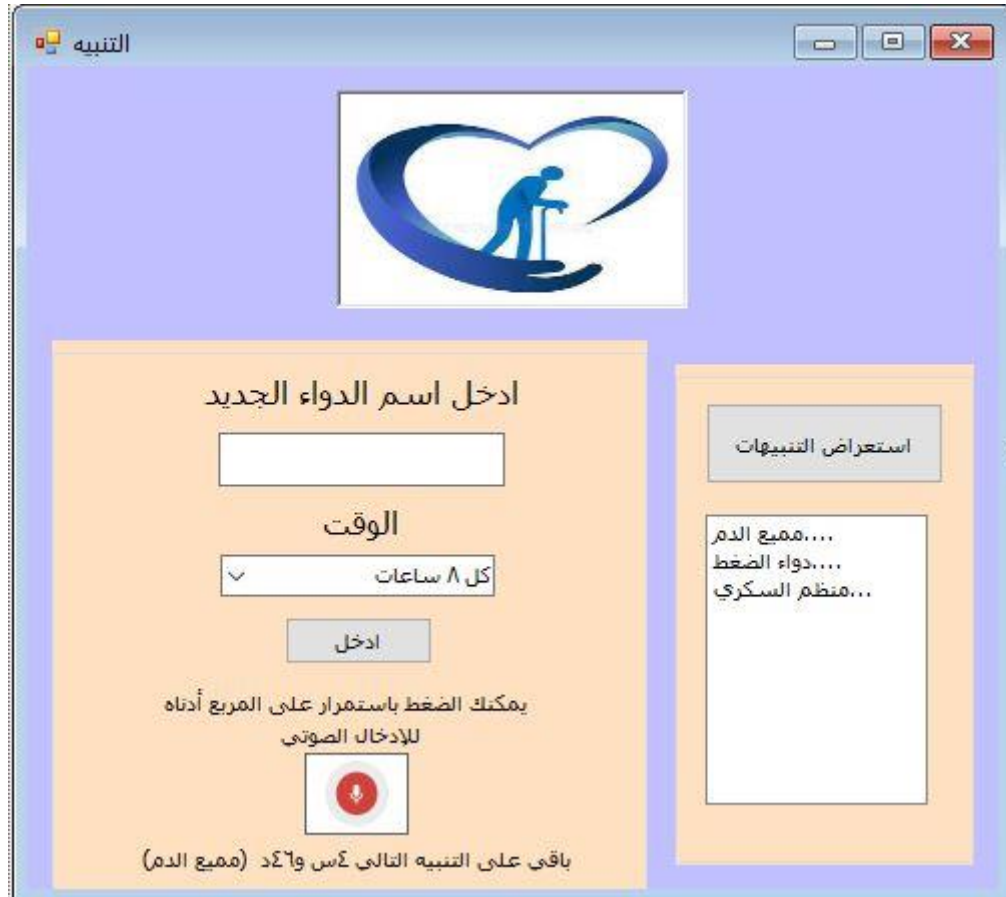 التنبيه
ادخل اسم الدواء الجديد
الوقت
كل ٨ ساعات
ادخل
يمكنك الضغط باستمرار على المربع أدناه
للإدخال الصوتي
باقي على التنبيه التالي ٤س و٤٦د (مميع الدم)
استعراض التنبيهات
مميع الدم....
دواء الضغط....
منظم السكري...